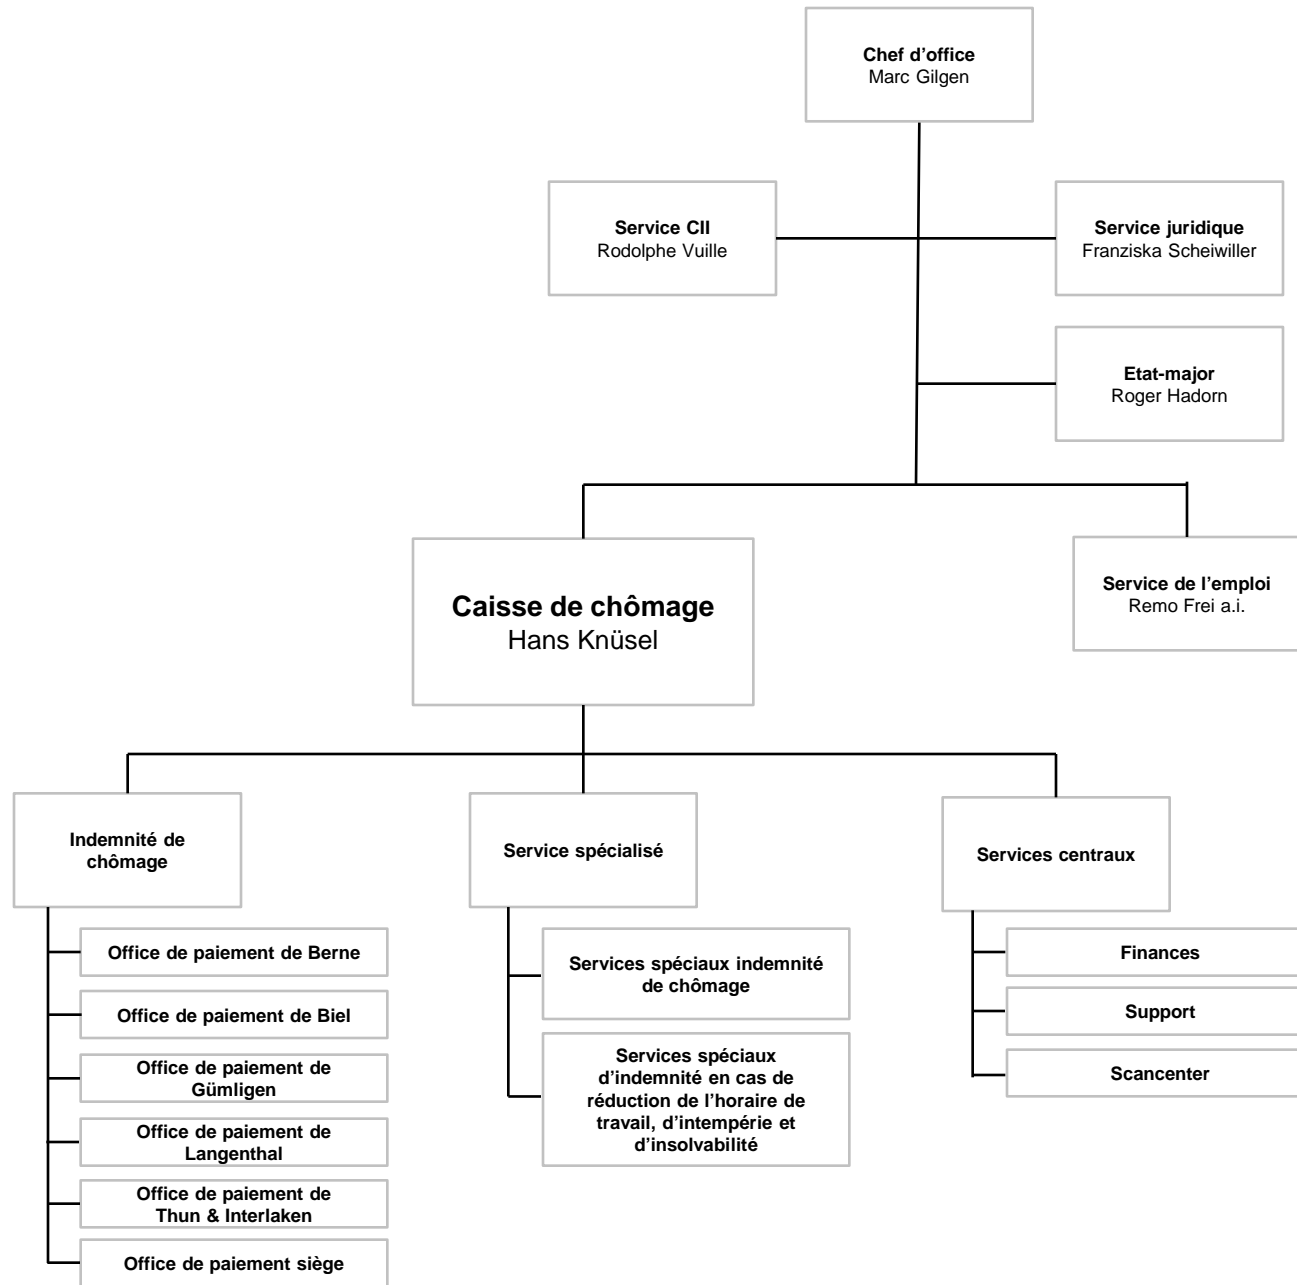 Chef d’office
Marc Gilgen
Service CII
Rodolphe Vuille
Service juridique
Franziska Scheiwiller
Etat-major
Roger Hadorn
Caisse de chômage
Hans Knüsel
Service de l’emploi
Remo Frei a.i.
Indemnité de
chômage
Service spécialisé
Services centraux
Office de paiement de Berne
Office de paiement de Biel
Office de paiement de
Gümligen
Office de paiement de
Langenthal
Office de paiement de
Thun & Interlaken
Office de paiement siège
Services spéciaux indemnité
de chômage
Services spéciaux
d’indemnité en cas de
réduction de l’horaire de
travail, d’intempérie et
d’insolvabilité
Finances
Support
Scancenter